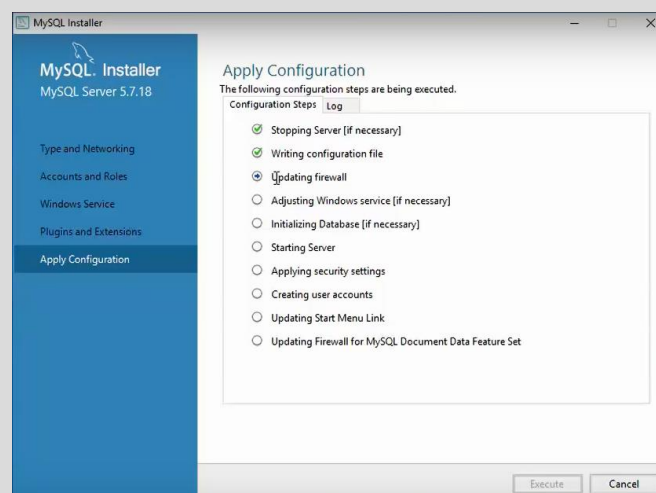 MySQL Installer
MySQL. Installer
MySQL Server 5.7.18
Type and Networking
Accounts and Roles
Windows Service
Plugins and Extensions
Apply Configuration
Apply Configuration
The following configuration steps are being executed.
Configuration Steps Log
Stopping Server [if necessary]
Writing configuration file
Updating firewall
Adjusting Windows service [if necessary]
Initializing Database [if necessary]
Starting Server
Applying security settings
Creating user accounts
Updating Start Menu Link
Updating Firewall for MySQL Document Data Feature Set
Execute Cancel